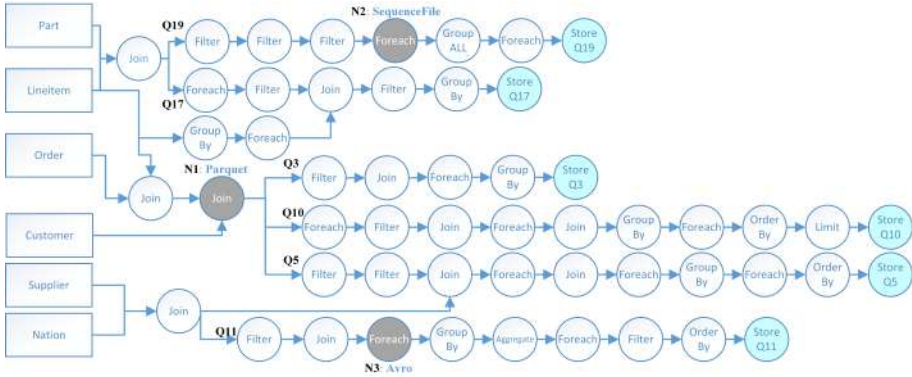 Part
Lineitem
Order
Customer
Supplier
Nation
Join
Q19
Filter
Filter
Filter
N2: SequenceFile
Foreach
Group
ALL
Foreach
Store
Q19
Q17
Foreach
Filter
Join
Filter
Group
By
Store
Q17
Group
By
Foreach
Join
N1: Parquet
Join
Q3
Filter
Join
Foreach
Group
By
Store
Q3
Q10
Foreach
Filter
Join
Foreach
Join
Group
By
Foreach
Order
By
Limit
Store
Q10
Q5
Filter
Filter
Join
Foreach
Join
Foreach
Group
By
Foreach
Order
By
Store
Q5
Join
Q11
Filter
Join
Foreach
N3: Avro
Group
By
Aggregate
Foreach
Filter
Order
By
Store
Q11